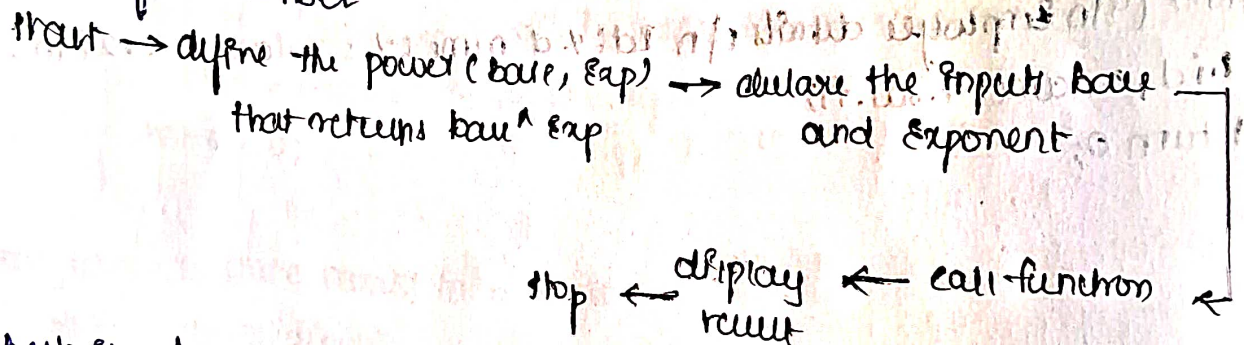 start → define the power (base, Exp) → declare the inputs Base
that returns base ^ Exp and Exponent
stop ← display ← call function ←
result